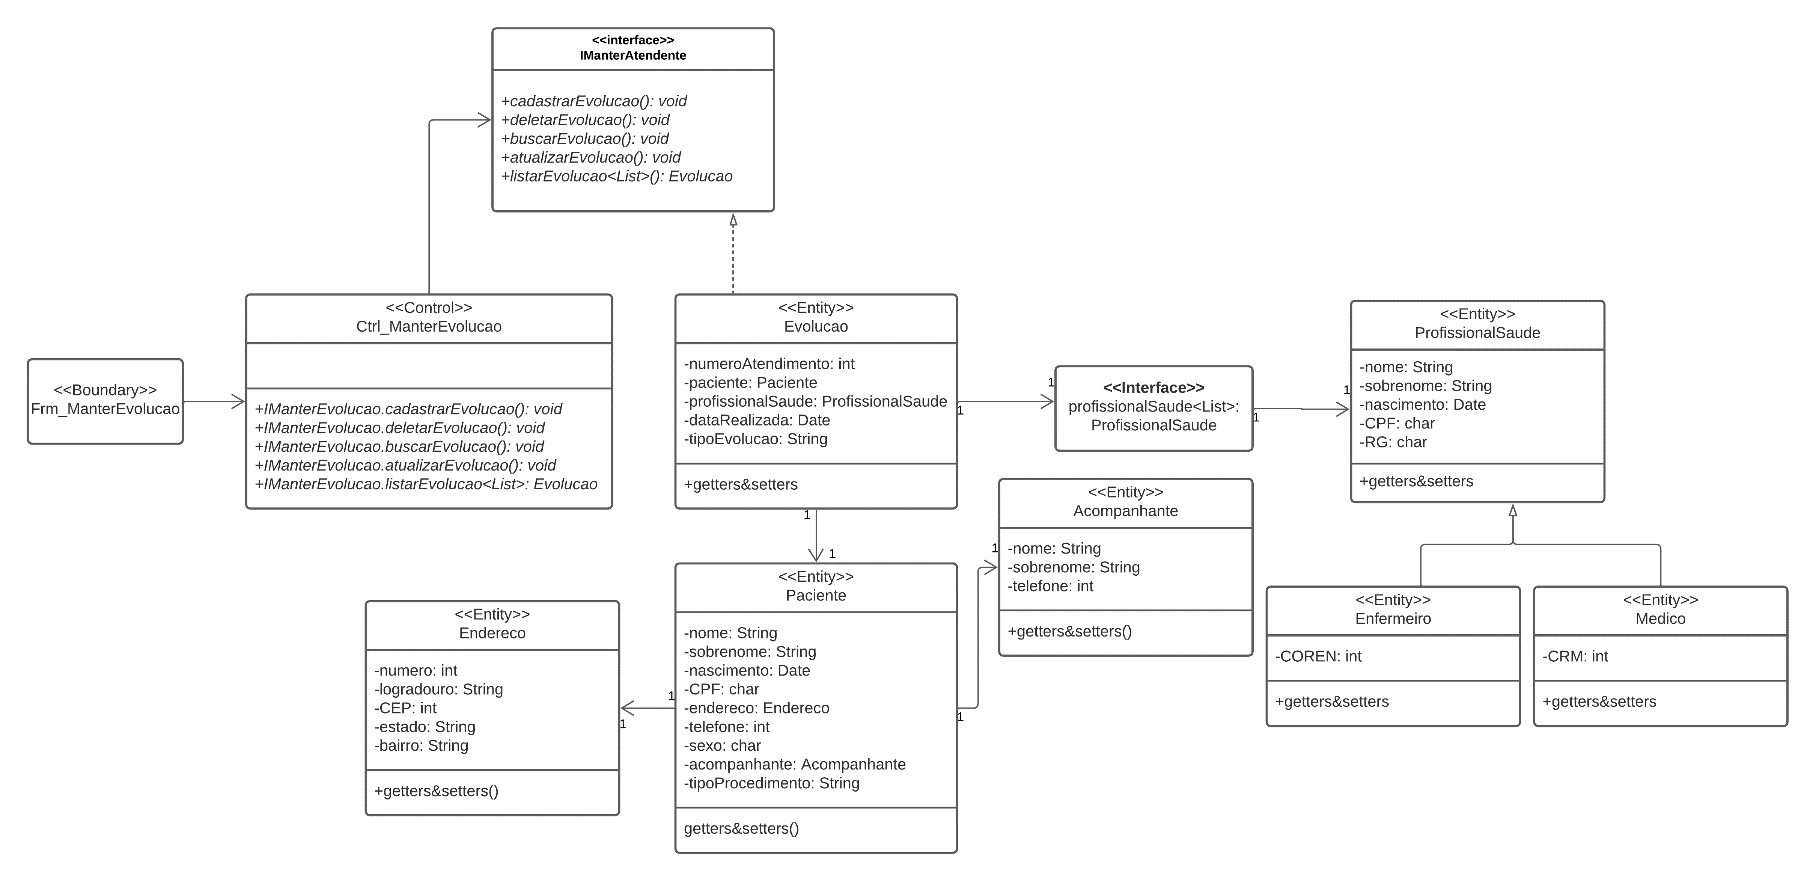 <<interface>>
IManterAtendente
+cadastrarEvolucao(): void
+deletarEvolucao(): void
+buscarEvolucao(): void
+atualizarEvolucao(): void
+listarEvolucao<List>(): Evolucao
<<Boundary>>
Frm_ManterEvolucao
<<Control>>
Ctrl_ManterEvolucao
+IManterEvolucao.cadastrarEvolucao(): void
+IManterEvolucao.deletarEvolucao(): void
+IManterEvolucao.buscarEvolucao(): void
+IManterEvolucao.atualizarEvolucao(): void
+IManterEvolucao.listarEvolucao<List>: Evolucao
<<Entity>>
Evolucao
-numeroAtendimento: int
-paciente: Paciente
-profissionalSaude: ProfissionalSaude
-dataRealizada: Date
-tipoEvolucao: String
+getters&setters
1
1
<<Interface>>
profissionalSaude<List>:
ProfissionalSaude
1
1
<<Entity>>
ProfissionalSaude
-nome: String
-sobrenome: String
-nascimento: Date
-CPF: char
-RG: char
+getters&setters
1
1
<<Entity>>
Acompanhante
-nome: String
-sobrenome: String
-telefone: int
+getters&setters()
1
1
<<Entity>>
Paciente
-nome: String
-sobrenome: String
-nascimento: Date
-CPF: char
-endereco: Endereco
-telefone: int
-sexo: char
-acompanhante: Acompanhante
-tipoProcedimento: String
getters&setters()
1
1
<<Entity>>
Endereco
-numero: int
-logradouro: String
-CEP: int
-estado: String
-bairro: String
+getters&setters()
<<Entity>>
Enfermeiro
-COREN: int
+getters&setters
<<Entity>>
Medico
-CRM: int
+getters&setters